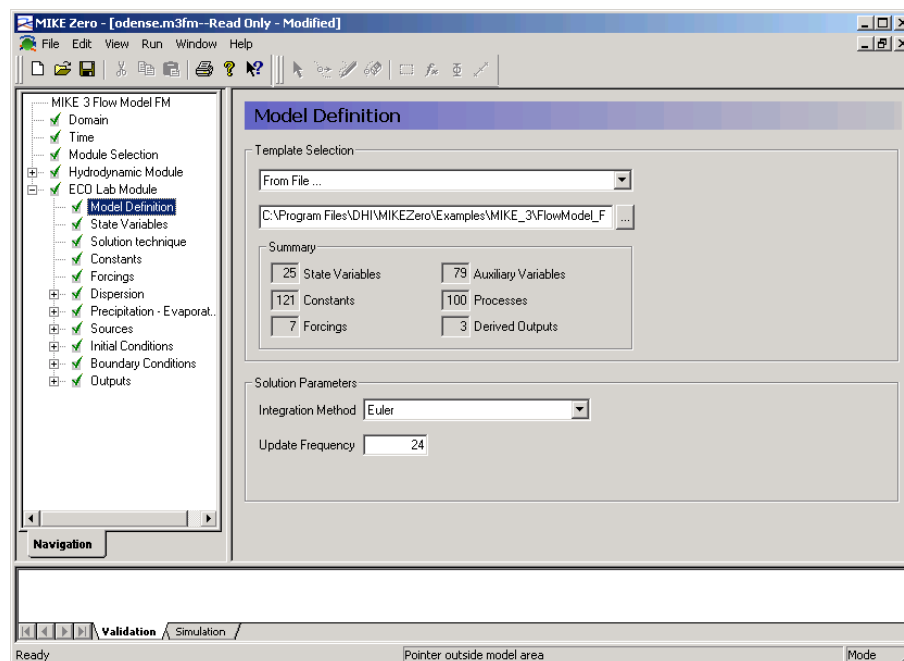 MIKE Zero - [odense.m3fm--Read Only - Modified]
File Edit View Run Window Help
MIKE 3 Flow Model FM
Domain
Time
Module Selection
Hydrodynamic Module
ECO Lab Module
Model Definition
State Variables
Solution technique
Constants
Forcings
Dispersion
Precipitation - Evaporat..
Sources
Initial Conditions
Boundary Conditions
Outputs
Navigation
Model Definition
Template Selection
From File ...
C:\Program Files\DHI\MIKEZero\Examples\MIKE_3\FlowModel_F ...
Summary
25 State Variables 79 Auxiliary Variables
121 Constants 100 Processes
7 Forcings 3 Derived Outputs
Solution Parameters
Integration Method Euler
Update Frequency 24
Validation Simulation
Ready Pointer outside model area Mode